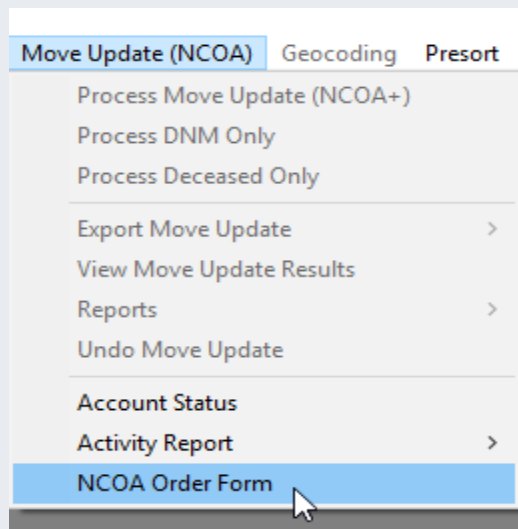 Move Update (NCOA) Geocoding Presort
Process Move Update (NCOA+)
Process DNM Only
Process Deceased Only
Export Move Update
View Move Update Results
Reports
Undo Move Update
Account Status
Activity Report
NCOA Order Form